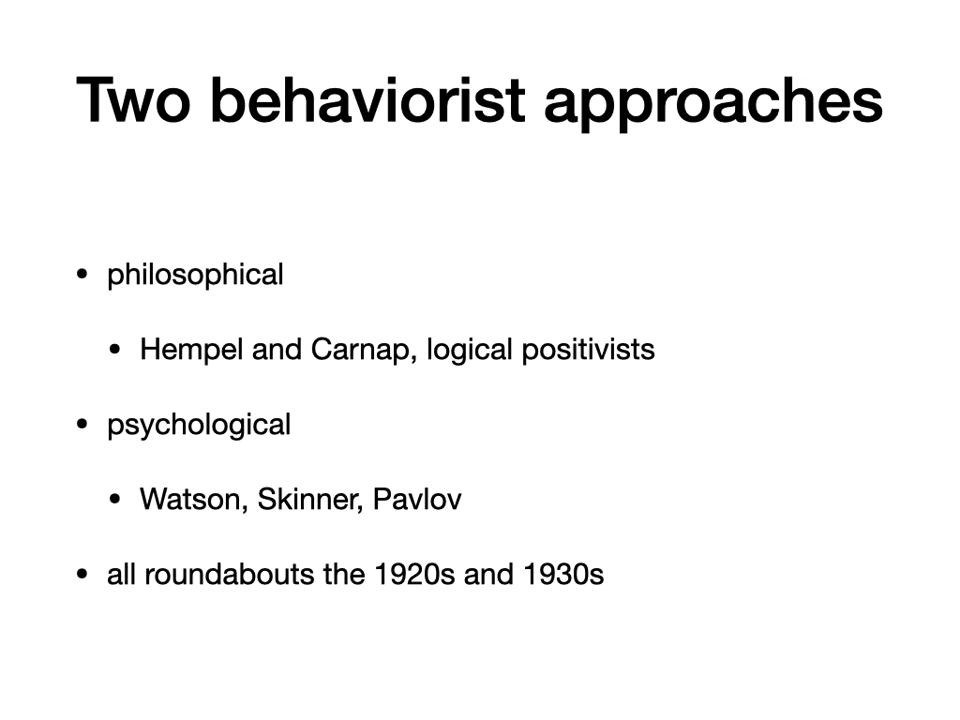 Two behaviorist approaches
• philosophical
• Hempel and Carnap, logical positivists
• psychological
• Watson, Skinner, Pavlov
• all roundabouts the 1920s and 1930s